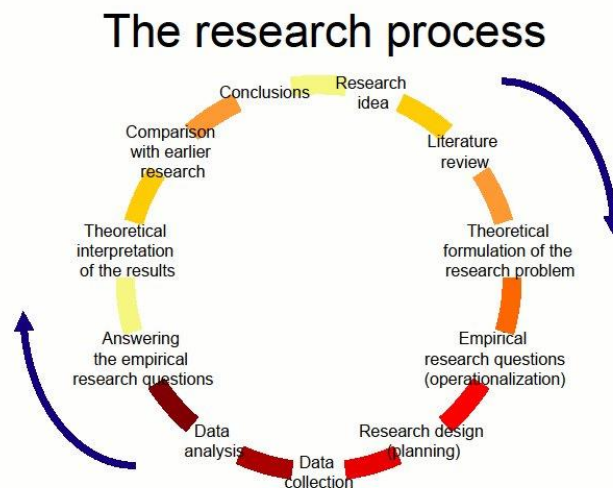 The research process
Research
idea
Literature
review
Theoretical
formulation of the
research problem
Empirical
research questions
(operationalization)
Research design
(planning)
Data
collection
Data
analysis
Answering
the empirical
research questions
Theoretical
interpretation
of the results
Comparison
with earlier
research
Conclusions